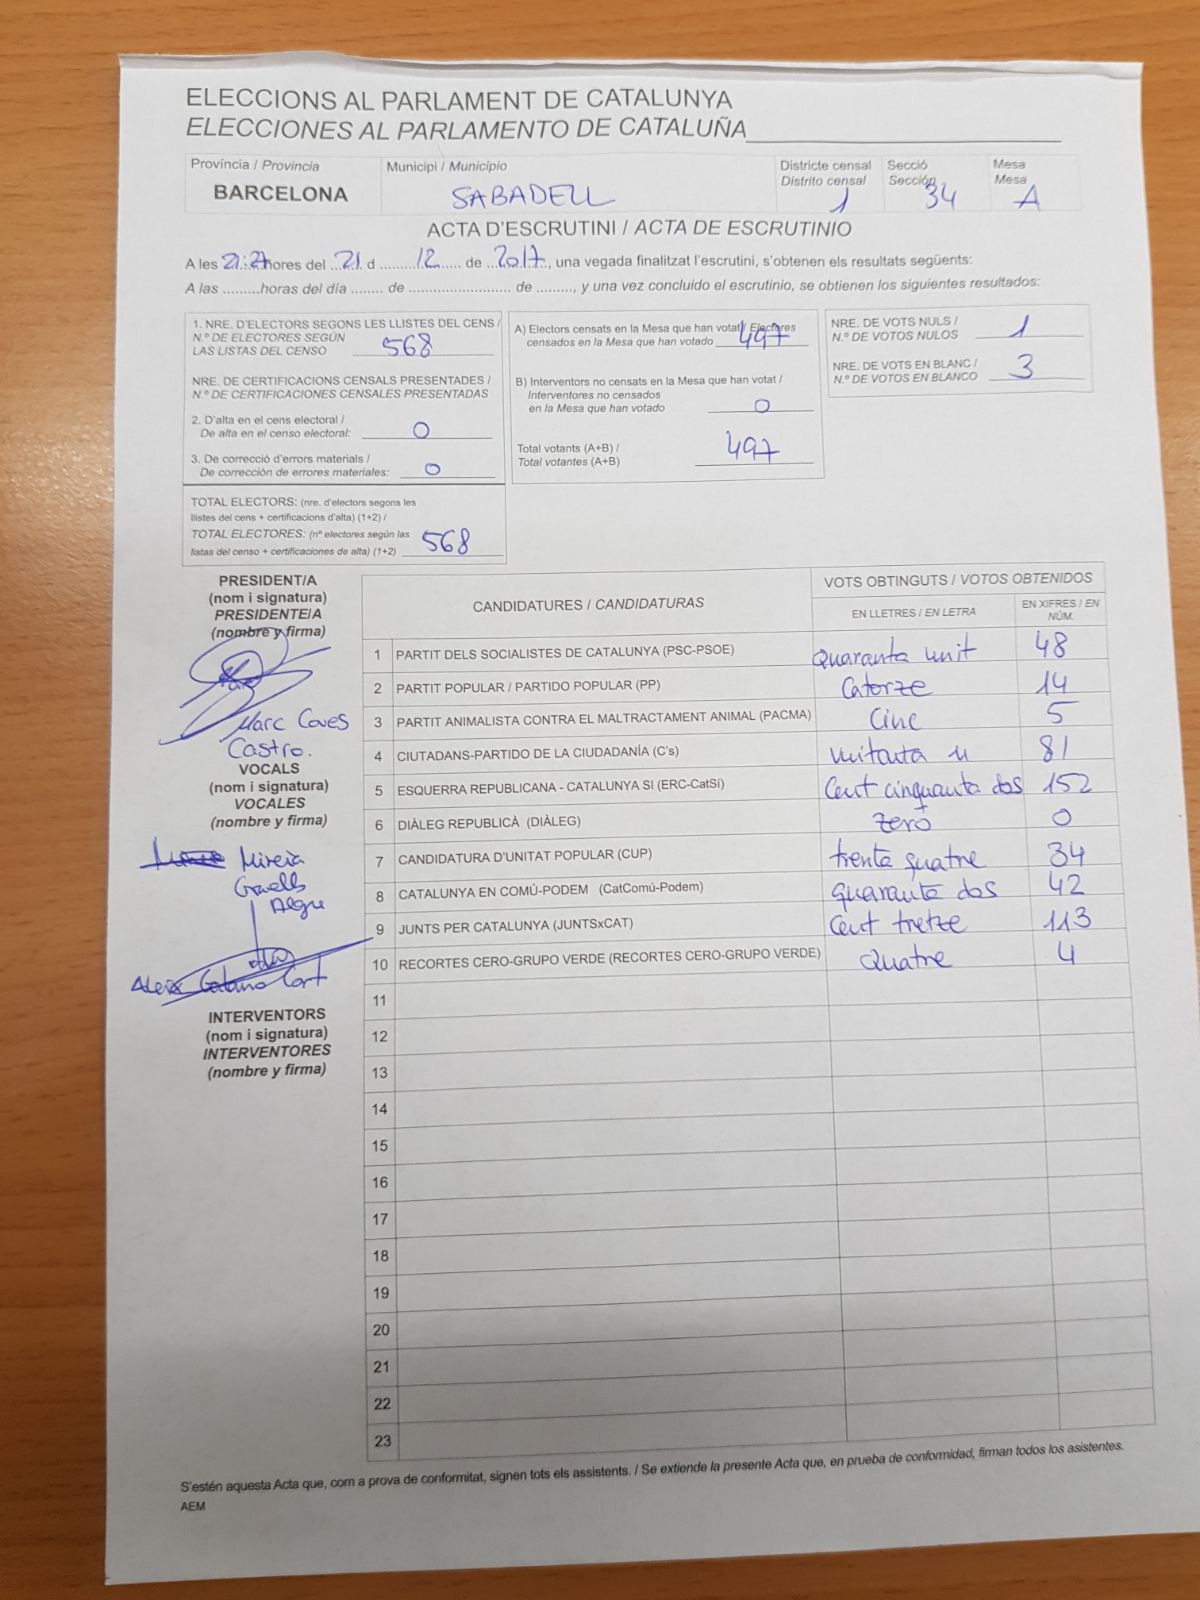 ELECCIONS AL PARLAMENT DE CATALUNYA
ELECCIONES AL PARLAMENTO DE CATALUÑA
Província / Provincia
BARCELONA
Municipi / Municipio
SABADELL
Districte censal
Distrito censal
1
Secció
Sección
34
Mesa
Mesa
A
ACTA D'ESCRUTINI / ACTA DE ESCRUTINIO
A les 21:27 hores del 21 d 12 de 2017, una vegada finalitzat l'escrutini, s'obtenen els resultats següents:
A las .........horas del día ........ de ........................ de ........., y una vez concluido el escrutinio, se obtienen los siguientes resultados:
1. NRE. D'ELECTORS SEGONS LES LLISTES DEL CENS /
N.º DE ELECTORES SEGÚN
LAS LISTAS DEL CENSO 568
NRE. DE CERTIFICACIONS CENSALS PRESENTADES /
N.º DE CERTIFICACIONES CENSALES PRESENTADAS
2. D'alta en el cens electoral /
De alta en el censo electoral: 0
3. De correcció d'errors materials /
De corrección de errores materiales: 0
TOTAL ELECTORS: (nre. d'electors segons les
llistes del cens + certificacions d'alta) (1+2) /
TOTAL ELECTORES: (nº electores según las
listas del censo + certificaciones de alta) (1+2) 568
A) Electors censats en la Mesa que han votat / Electores
censados en la Mesa que han votado 497
B) Interventors no censats en la Mesa que han votat /
Interventores no censados
en la Mesa que han votado 0
Total votants (A+B) /
Total votantes (A+B) 497
NRE. DE VOTS NULS /
N.º DE VOTOS NULOS 1
NRE. DE VOTS EN BLANC /
N.º DE VOTOS EN BLANCO 3
PRESIDENT/A
(nom i signatura)
PRESIDENTE/A
(nombre y firma)
Marc Coves
Castro.
VOCALS
(nom i signatura)
VOCALES
(nombre y firma)
Mireia
Alegre
Aleix
INTERVENTORS
(nom i signatura)
INTERVENTORES
(nombre y firma)
CANDIDATURES / CANDIDATURAS
VOTS OBTINGUTS / VOTOS OBTENIDOS
EN LLETRES / EN LETRA
EN XIFRES / EN NÚM.
1 PARTIT DELS SOCIALISTES DE CATALUNYA (PSC-PSOE) quaranta uuit 48
2 PARTIT POPULAR / PARTIDO POPULAR (PP) Catorze 14
3 PARTIT ANIMALISTA CONTRA EL MALTRACTAMENT ANIMAL (PACMA) Cinc 5
4 CIUTADANS-PARTIDO DE LA CIUDADANÍA (C's) uuitanta u 81
5 ESQUERRA REPUBLICANA - CATALUNYA SI (ERC-CatSí) Cent cinquanta dos 152
6 DIÀLEG REPUBLICÀ (DIÀLEG) zero 0
7 CANDIDATURA D'UNITAT POPULAR (CUP) trenta quatre 34
8 CATALUNYA EN COMÚ-PODEM (CatComú-Podem) quaranta dos 42
9 JUNTS PER CATALUNYA (JUNTSxCAT) Cent tretze 113
10 RECORTES CERO-GRUPO VERDE (RECORTES CERO-GRUPO VERDE) Quatre 4
11
12
13
14
15
16
17
18
19
20
21
22
23
S'estén aquesta Acta que, com a prova de conformitat, signen tots els assistents. / Se extiende la presente Acta que, en prueba de conformidad, firman todos los asistentes.
AEM